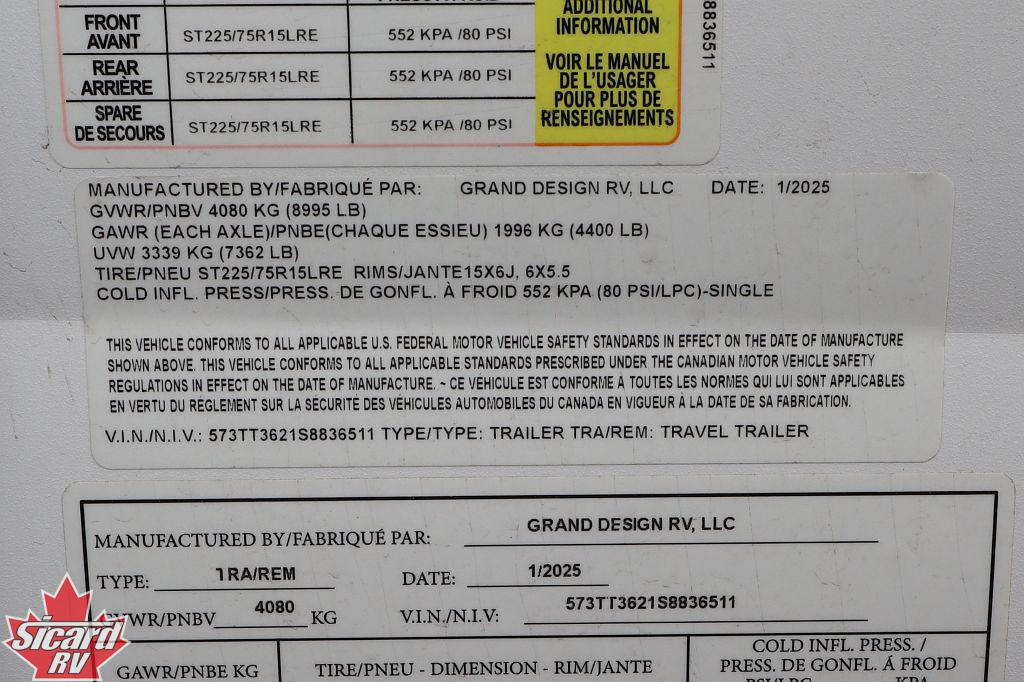 ADDITIONAL
INFORMATION
VOIR LE MANUEL
DE L'USAGER
POUR PLUS DE
RENSEIGNEMENTS
FRONT
AVANT
ST225/75R15LRE 552 KPA /80 PSI
REAR
ARRIÈRE
ST225/75R15LRE 552 KPA /80 PSI
SPARE
DE SECOURS
ST225/75R15LRE 552 KPA /80 PSI
8836511
MANUFACTURED BY/FABRIQUÉ PAR: GRAND DESIGN RV, LLC DATE: 1/2025
GVWR/PNBV 4080 KG (8995 LB)
GAWR (EACH AXLE)/PNBE(CHAQUE ESSIEU) 1996 KG (4400 LB)
UVW 3339 KG (7362 LB)
TIRE/PNEU ST225/75R15LRE RIMS/JANTE15X6J, 6X5.5
COLD INFL. PRESS/PRESS. DE GONFL. À FROID 552 KPA (80 PSI/LPC)-SINGLE
THIS VEHICLE CONFORMS TO ALL APPLICABLE U.S. FEDERAL MOTOR VEHICLE SAFETY STANDARDS IN EFFECT ON THE DATE OF MANUFACTURE
SHOWN ABOVE. THIS VEHICLE CONFORMS TO ALL APPLICABLE STANDARDS PRESCRIBED UNDER THE CANADIAN MOTOR VEHICLE SAFETY
REGULATIONS IN EFFECT ON THE DATE OF MANUFACTURE. ~ CE VÉHICULE EST CONFORME À TOUTES LES NORMES QUI LUI SONT APPLICABLES
EN VERTU DU RÉGLEMENT SUR LA SÉCURITÉ DES VÉHICULES AUTOMOBILES DU CANADA EN VIGUEUR À LA DATE DE SA FABRICATION.
V.I.N./N.I.V.: 573TT3621S8836511 TYPE/TYPE: TRAILER TRA/REM: TRAVEL TRAILER
MANUFACTURED BY/FABRIQUÉ PAR: GRAND DESIGN RV, LLC
TYPE: TRA/REM DATE: 1/2025
GVWR/PNBV 4080 KG V.I.N./N.I.V: 573TT3621S8836511
GAWR/PNBE KG TIRE/PNEU - DIMENSION - RIM/JANTE
COLD INFL. PRESS. /
PRESS. DE GONFL. Á FROID
PSI/LPC KPA
Sicard
RV